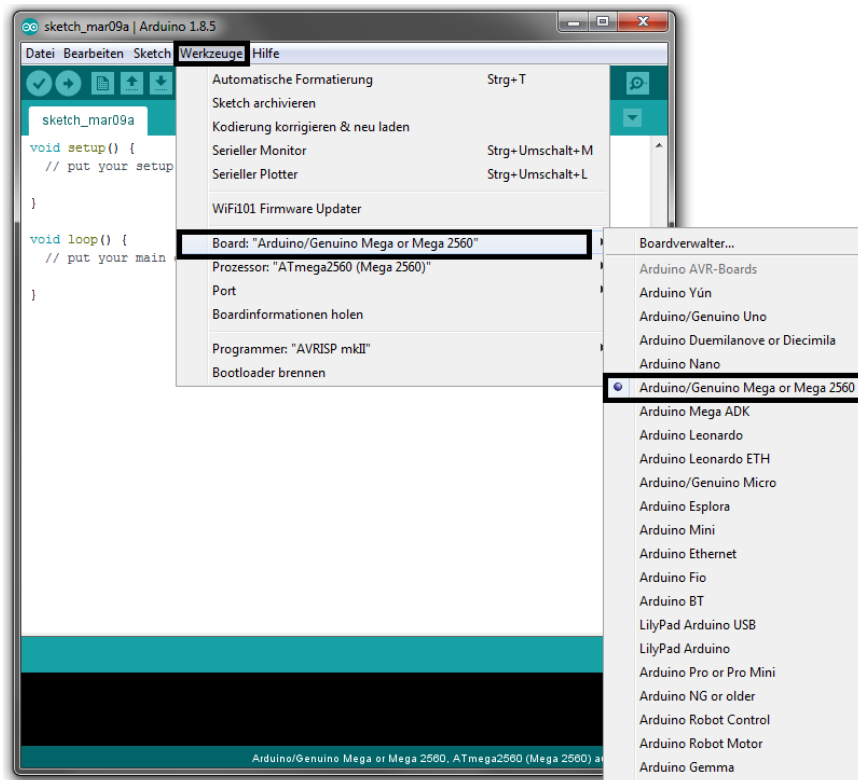 sketch_mar09a | Arduino 1.8.5
Datei Bearbeiten Sketch Werkzeuge Hilfe
sketch_mar09a
void setup() {
// put your setup
}
void loop() {
// put your main
}
Automatische Formatierung Strg+T
Sketch archivieren
Kodierung korrigieren & neu laden
Serieller Monitor Strg+Umschalt+M
Serieller Plotter Strg+Umschalt+L
WiFi101 Firmware Updater
Board: "Arduino/Genuino Mega or Mega 2560"
Prozessor: "ATmega2560 (Mega 2560)"
Port
Boardinformationen holen
Programmer: "AVRISP mkII"
Bootloader brennen
Boardverwalter...
Arduino AVR-Boards
Arduino Yún
Arduino/Genuino Uno
Arduino Duemilanove or Diecimila
Arduino Nano
Arduino/Genuino Mega or Mega 2560
Arduino Mega ADK
Arduino Leonardo
Arduino Leonardo ETH
Arduino/Genuino Micro
Arduino Esplora
Arduino Mini
Arduino Ethernet
Arduino Fio
Arduino BT
LilyPad Arduino USB
LilyPad Arduino
Arduino Pro or Pro Mini
Arduino NG or older
Arduino Robot Control
Arduino Robot Motor
Arduino Gemma
Arduino/Genuino Mega or Mega 2560, ATmega2560 (Mega 2560)